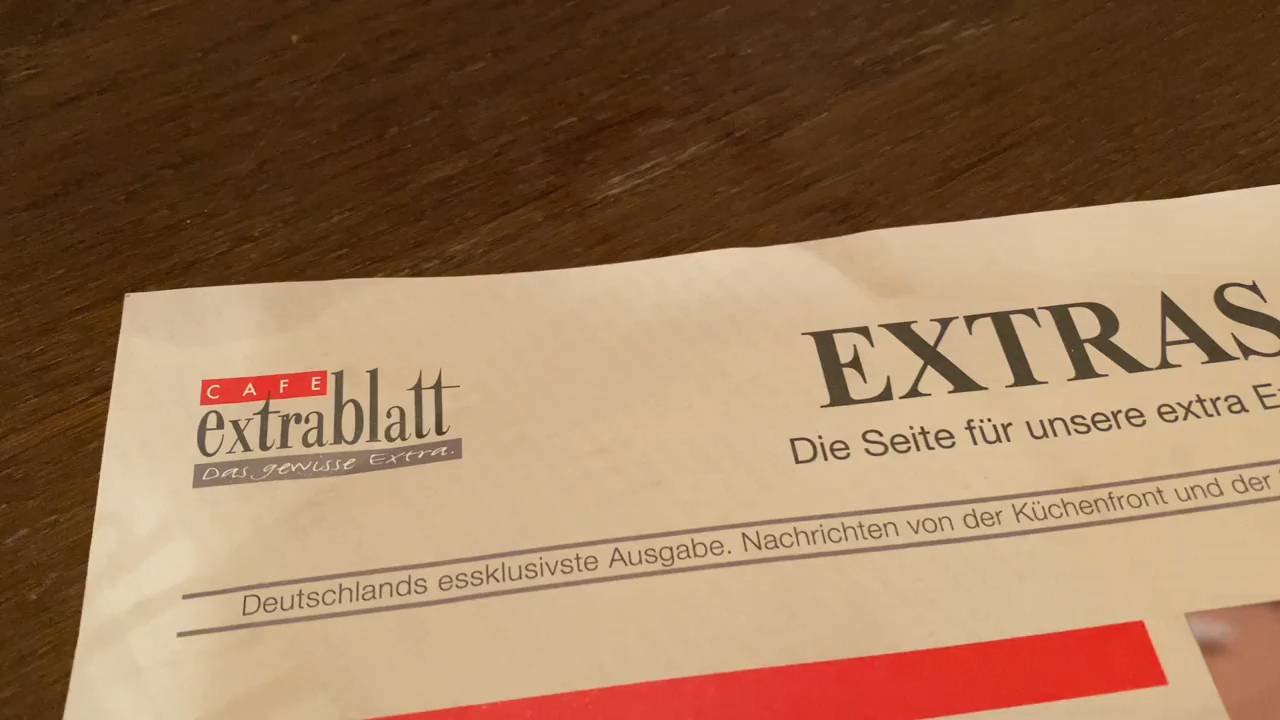 CAFE
extrablatt
Das gewisse Extra.
EXTRAS
Die Seite für unsere extra
Deutschlands essklusivste Ausgabe. Nachrichten von der Küchenfront und der